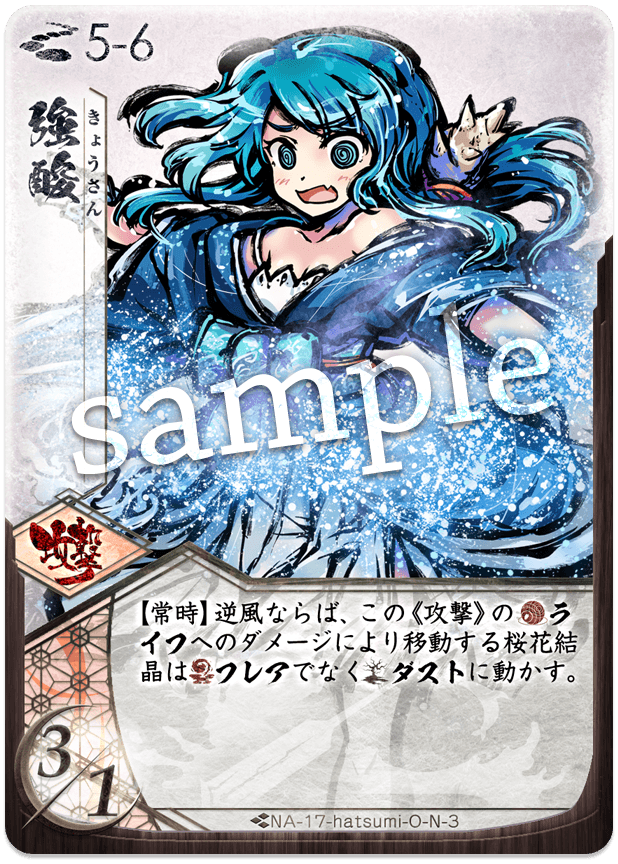 5-6
強酸
きょうさん
sample
攻撃
【常時】逆風ならば、この《攻撃》のラ
イフへのダメージにより移動する桜花結
晶はフレアでなくダストに動かす。
3/1
NA-17-hatsumi-O-N-3